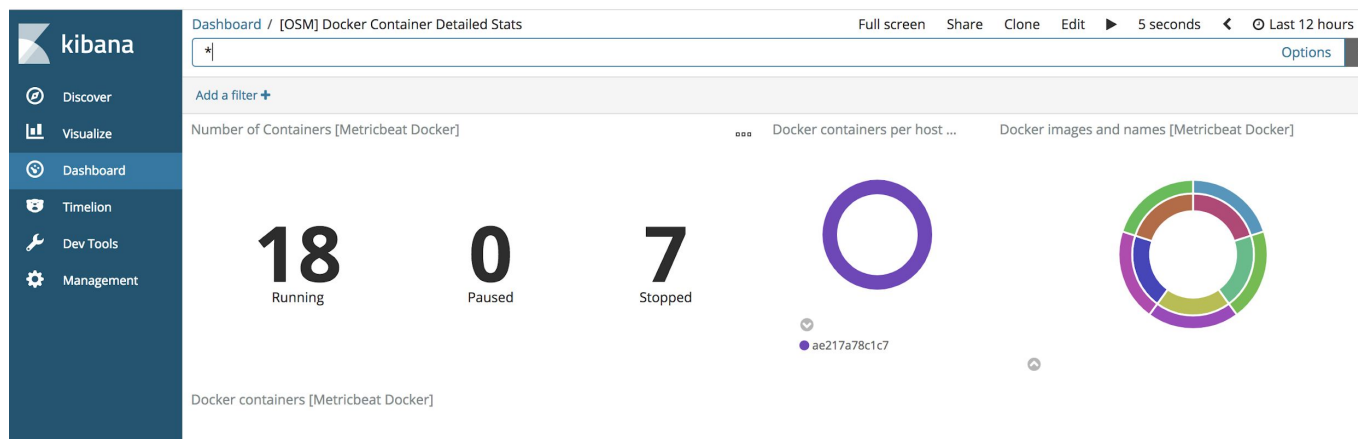 kibana
Discover
Visualize
Dashboard
Timelion
Dev Tools
Management
Dashboard / [OSM] Docker Container Detailed Stats
Full screen Share Clone Edit 5 seconds Last 12 hours
*
Options
Add a filter +
Number of Containers [Metricbeat Docker]
18 0 7
Running Paused Stopped
Docker containers per host ...
ae217a78c1c7
Docker images and names [Metricbeat Docker]
Docker containers [Metricbeat Docker]